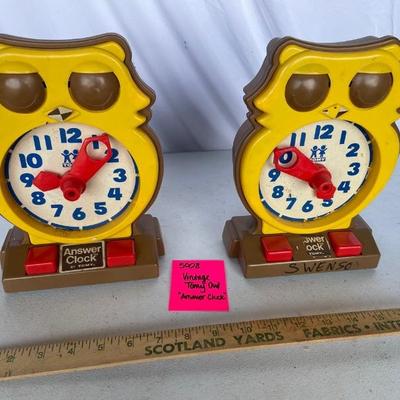 12
11
1
10
2
9
3
8
4
7
5
6
Answer
Clock
BY TOMY
12
11
1
10
2
9
3
8
4
7
5
6
TOMY
SWENSO
5008
Vintage
Tomy Owl
"Answer Clock"
SCOTLAND YARDS FABRICS · INTER